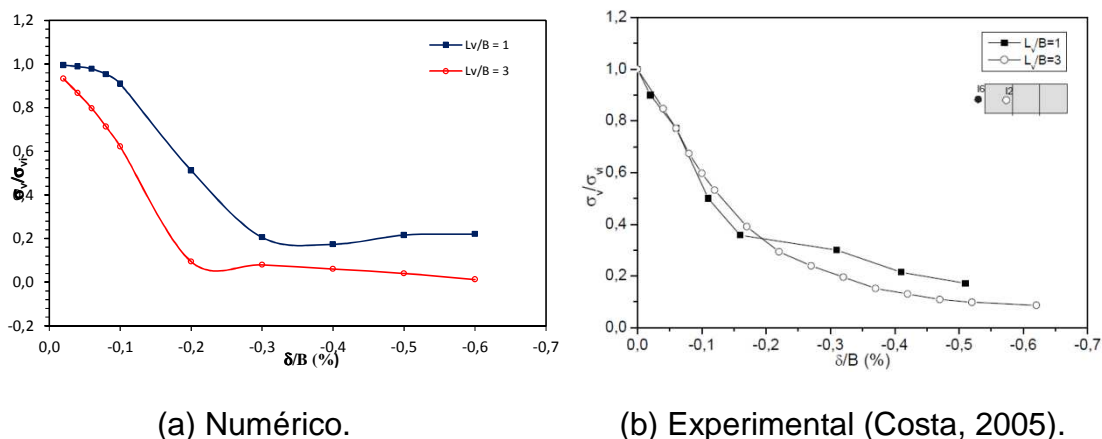 1,2
1,0
0,8
0,6
0,4
0,2
0,0
-0,2
σv/σvi
0,0 -0,1 -0,2 -0,3 -0,4 -0,5 -0,6 -0,7
δ/B (%)
Lv/B = 1
Lv/B = 3
(a) Numérico.
1,2
1,0
0,8
0,6
0,4
0,2
0,0
σv/σvi
0,0 -0,1 -0,2 -0,3 -0,4 -0,5 -0,6 -0,7
δ/B (%)
Lv/B=1
Lv/B=3
I6 I2
(b) Experimental (Costa, 2005).